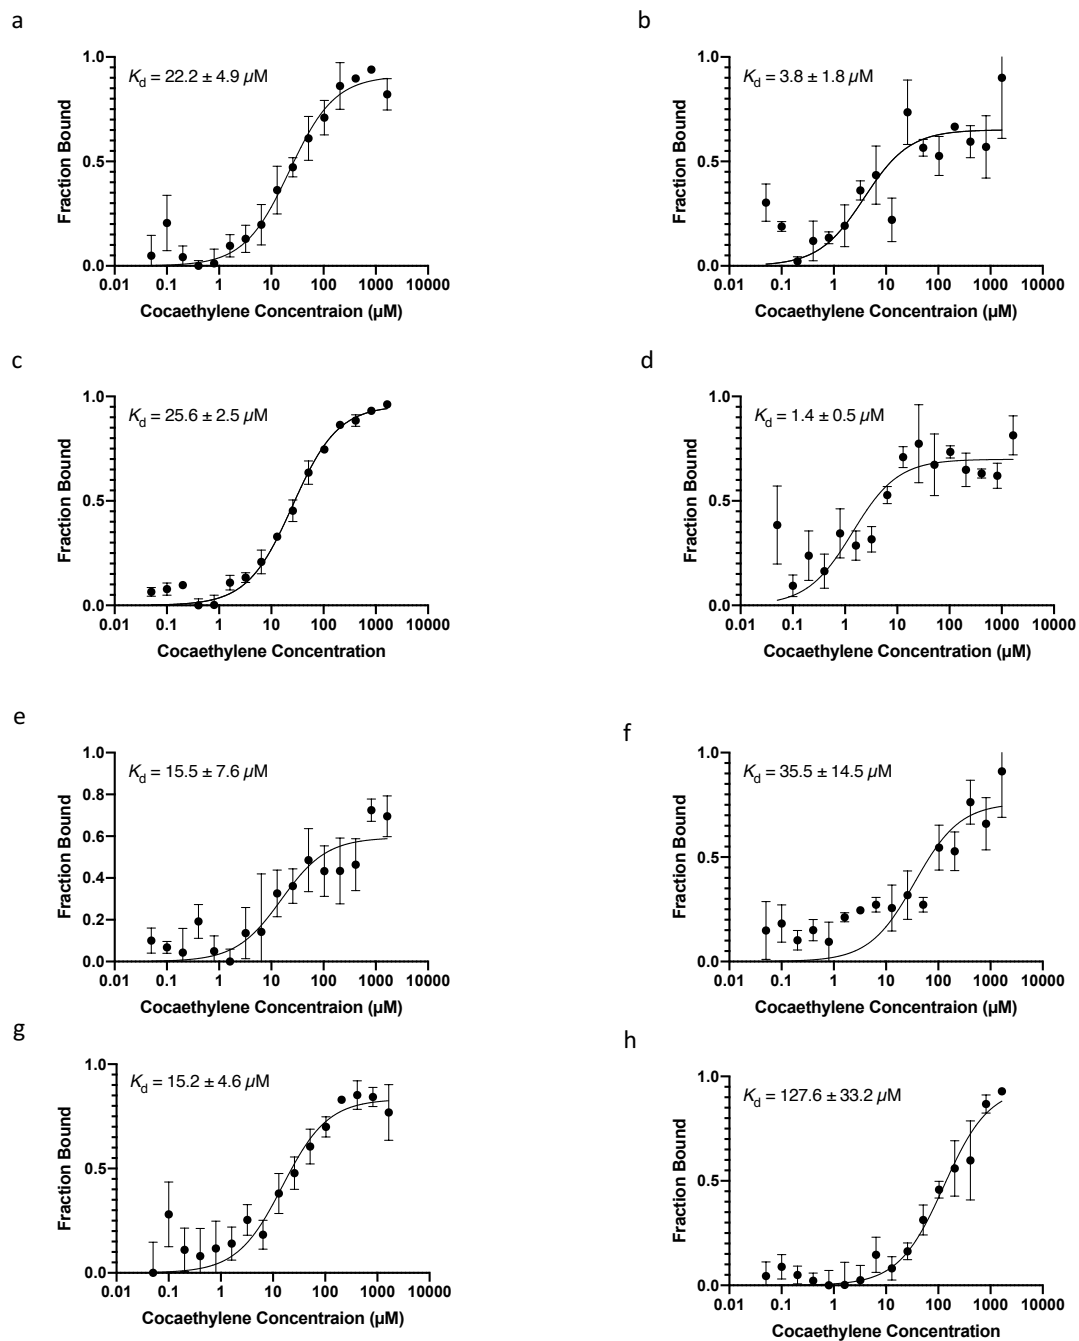 a
1.0
0.5
0.0
Fraction Bound
Kd = 22.2 ± 4.9 µM
0.01 0.1 1 10 100 1000 10000
Cocaethylene Concentraion (µM)
b
1.0
0.5
0.0
Fraction Bound
Kd = 3.8 ± 1.8 µM
0.01 0.1 1 10 100 1000 10000
Cocaethylene Concentraion (µM)
c
1.0
0.5
0.0
Fraction Bound
Kd = 25.6 ± 2.5 µM
0.01 0.1 1 10 100 1000 10000
Cocaethylene Concentration
d
1.0
0.5
0.0
Fraction Bound
Kd = 1.4 ± 0.5 µM
0.01 0.1 1 10 100 1000 10000
Cocaethylene Concentration (µM)
e
1.0
0.8
0.6
0.4
0.2
0.0
Fraction Bound
Kd = 15.5 ± 7.6 µM
0.01 0.1 1 10 100 1000 10000
Cocaethylene Concentraion (µM)
f
1.0
0.5
0.0
Fraction Bound
Kd = 35.5 ± 14.5 µM
0.01 0.1 1 10 100 1000 10000
Cocaethylene Concentraion (µM)
g
1.0
0.5
0.0
Fraction Bound
Kd = 15.2 ± 4.6 µM
0.01 0.1 1 10 100 1000 10000
Cocaethylene Concentration (µM)
h
1.0
0.5
0.0
Fraction Bound
Kd = 127.6 ± 33.2 µM
0.01 0.1 1 10 100 1000 10000
Cocaethylene Concentration